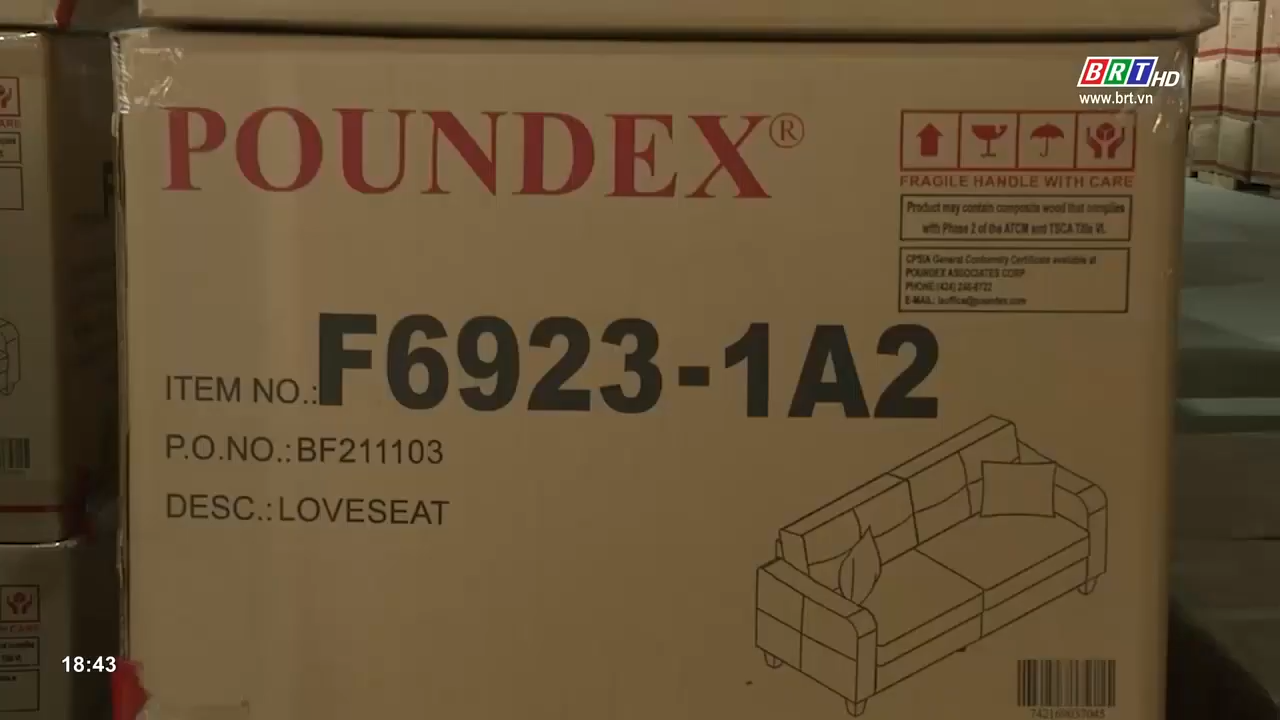 BRT HD
www.brt.vn
POUNDEX®
FRAGILE HANDLE WITH CARE
Product may contain composite wood that complies
with Phase 2 of the ATCM and TSCA Title VI.
CPSIA General Conformity Certificate available at
POUNDEX ASSOCIATES CORP
E-MAIL:
ITEM NO.:F6923-1A2
P.O.NO.:BF211103
DESC.:LOVESEAT
18:43